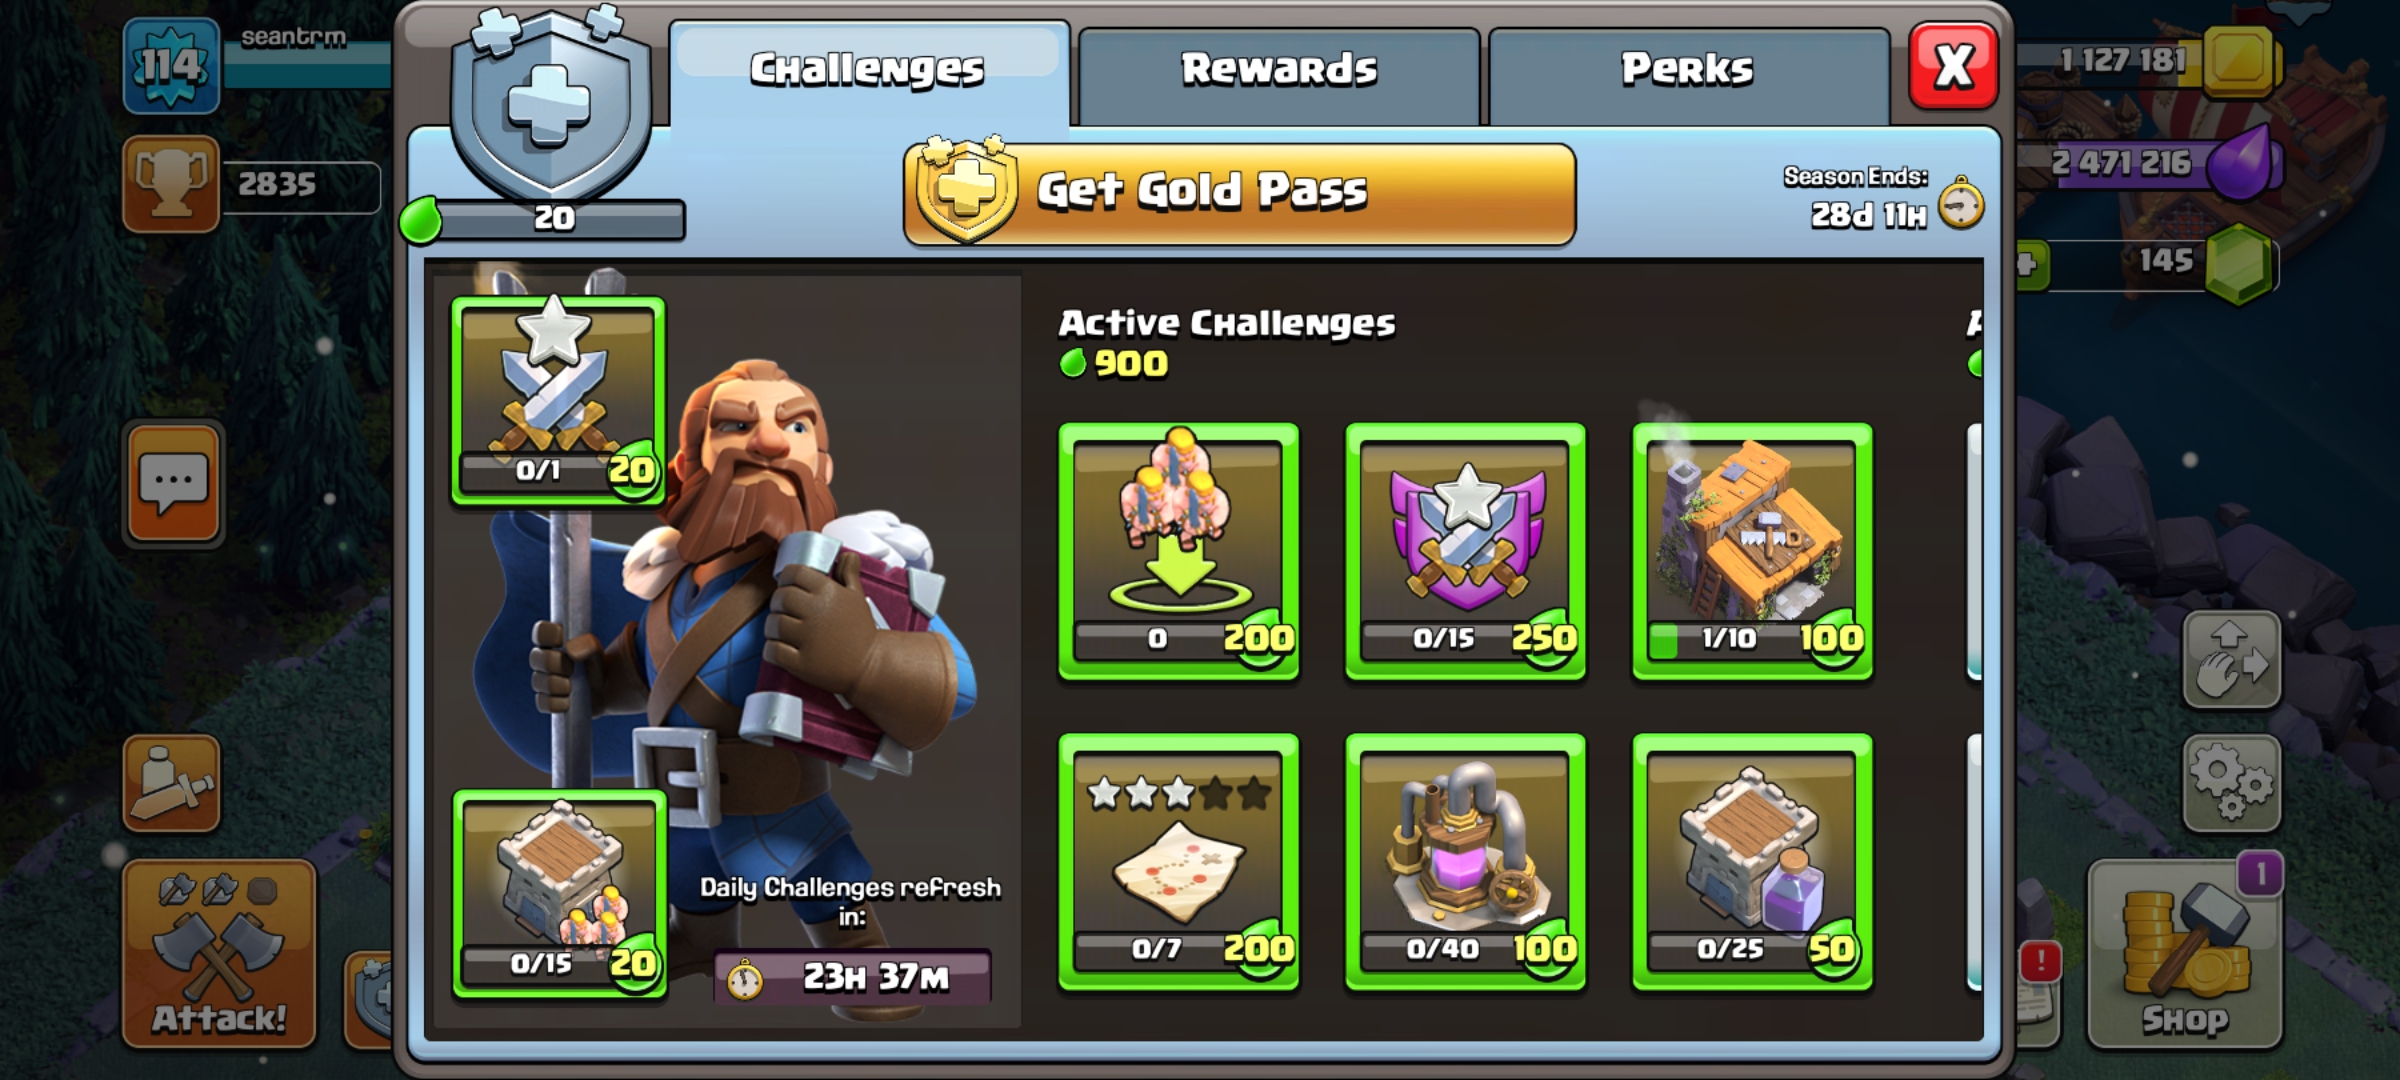 114
seantrm
2835
Challenges
Rewards
Perks
X
1 127 181
2 471 216
145
20
Get Gold Pass
Season Ends:
28d 11H
Active Challenges
900
0/1
20
0
200
0/15
250
1/10
100
0/7
200
0/40
100
0/25
50
0/15
20
Daily Challenges refresh
in:
23H 37M
Attack!
1
!
Shop